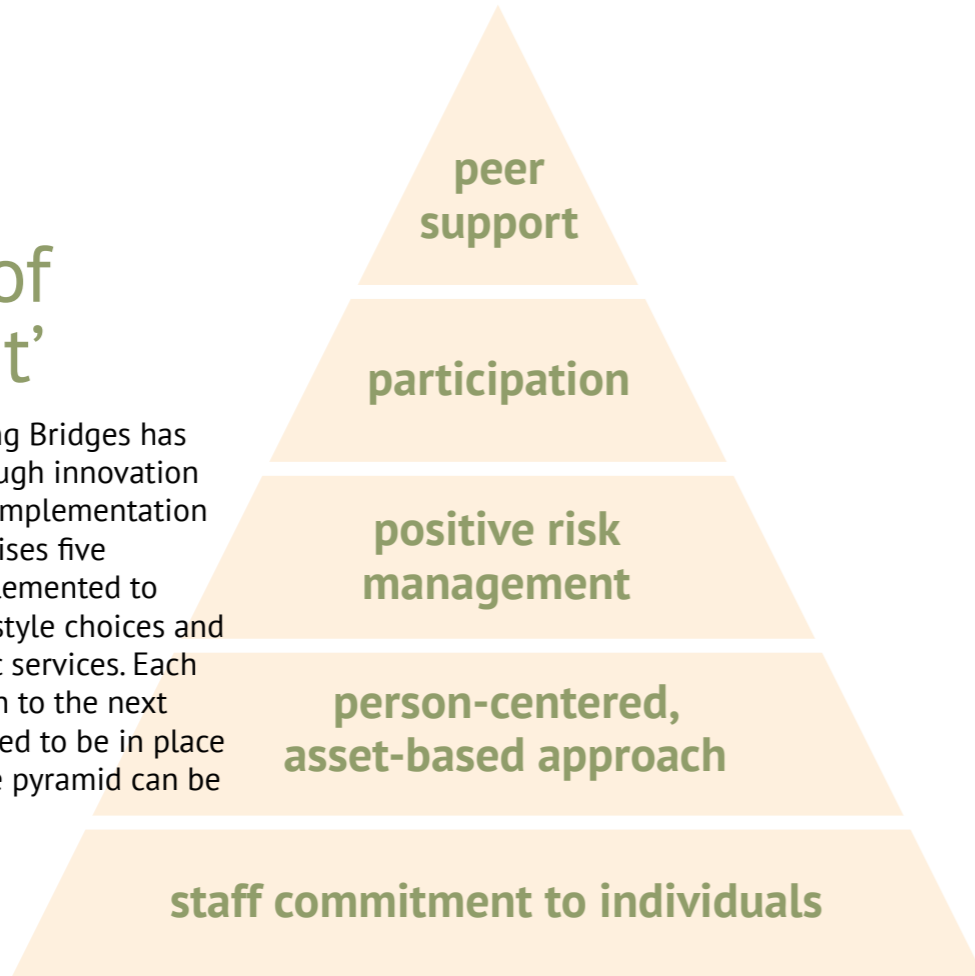 of
t’
ng Bridges has
ugh innovation
implementation
ises five
lemented to
style choices and
t services. Each
n to the next
ed to be in place
e pyramid can be
peer
support
participation
positive risk
management
person-centered,
asset-based approach
staff commitment to individuals